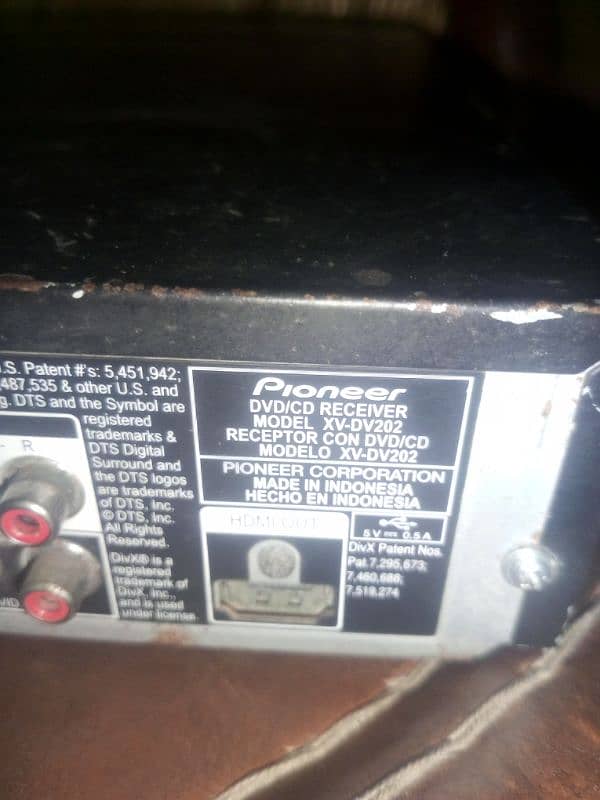 .S. Patent #'s: 5,451,942;
,487,535 & other U.S. and
g. DTS and the Symbol are
registered
trademarks &
DTS Digital
Surround and
the DTS logos
are trademarks
of DTS, Inc.
© DTS, Inc.
All Rights
Reserved.
DivX® is a
registered
trademark of
DivX, Inc.,
and is used
under license.
R
VID
Pioneer
DVD/CD RECEIVER
MODEL XV-DV202
RECEPTOR CON DVD/CD
MODELO XV-DV202
PIONEER CORPORATION
MADE IN INDONESIA
HECHO EN INDONESIA
HDMI OUT
5 V ⎓ 0.5 A
DivX Patent Nos.
Pat.7,295,673;
7,460,688;
7,519,274